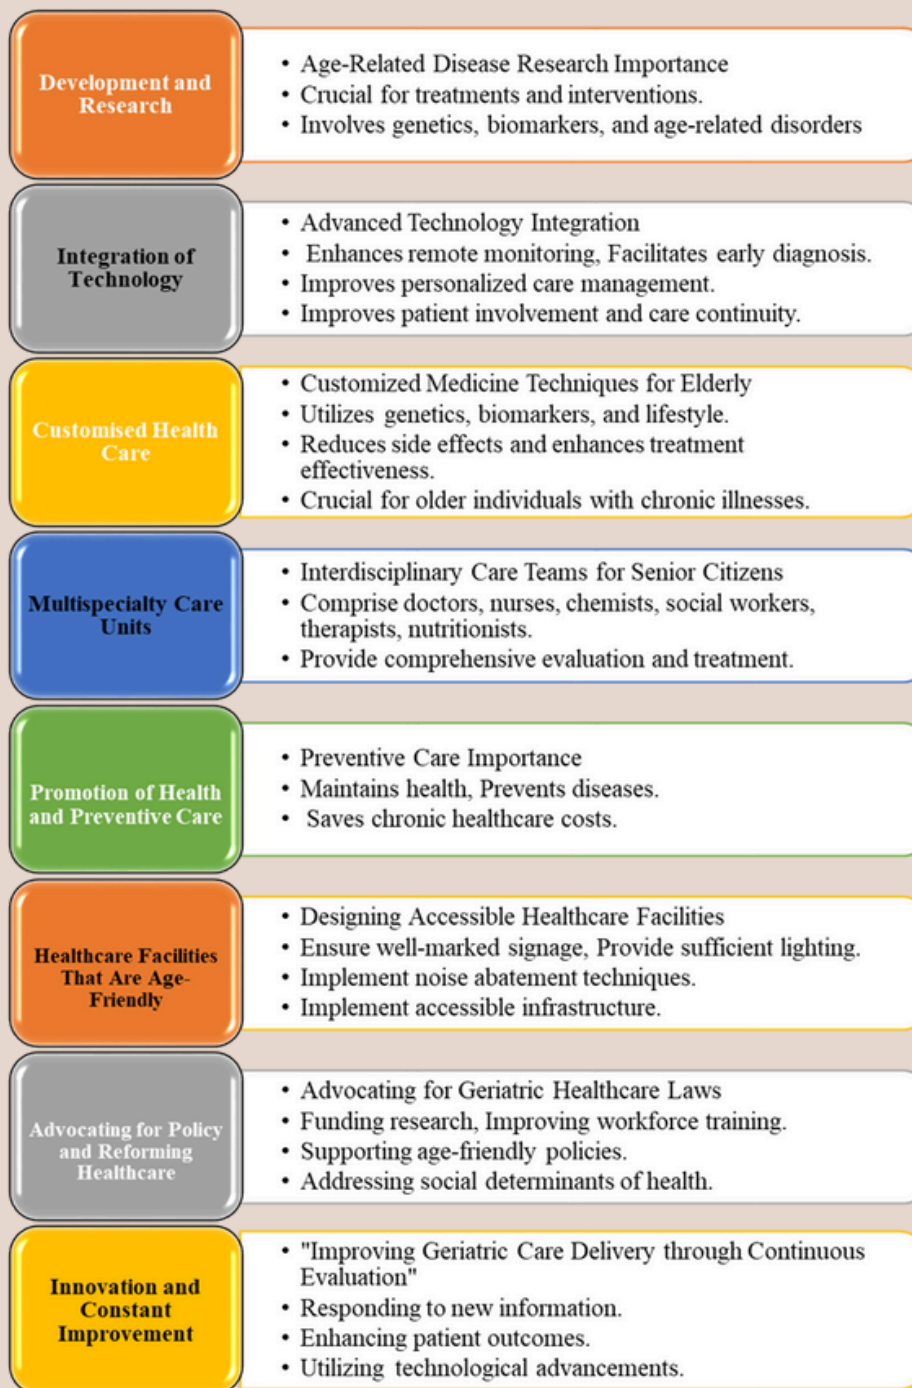 Development and
Research
• Age-Related Disease Research Importance
• Crucial for treatments and interventions.
• Involves genetics, biomarkers, and age-related disorders
Integration of
Technology
• Advanced Technology Integration
• Enhances remote monitoring, Facilitates early diagnosis.
• Improves personalized care management.
• Improves patient involvement and care continuity.
Customised Health
Care
• Customized Medicine Techniques for Elderly
• Utilizes genetics, biomarkers, and lifestyle.
• Reduces side effects and enhances treatment
effectiveness.
• Crucial for older individuals with chronic illnesses.
Multispecialty Care
Units
• Interdisciplinary Care Teams for Senior Citizens
• Comprise doctors, nurses, chemists, social workers,
therapists, nutritionists.
• Provide comprehensive evaluation and treatment.
Promotion of Health
and Preventive Care
• Preventive Care Importance
• Maintains health, Prevents diseases.
• Saves chronic healthcare costs.
Healthcare Facilities
That Are Age-
Friendly
• Designing Accessible Healthcare Facilities
• Ensure well-marked signage, Provide sufficient lighting.
• Implement noise abatement techniques.
• Implement accessible infrastructure.
Advocating for Policy
and Reforming
Healthcare
• Advocating for Geriatric Healthcare Laws
• Funding research, Improving workforce training.
• Supporting age-friendly policies.
• Addressing social determinants of health.
Innovation and
Constant
Improvement
• "Improving Geriatric Care Delivery through Continuous
Evaluation"
• Responding to new information.
• Enhancing patient outcomes.
• Utilizing technological advancements.